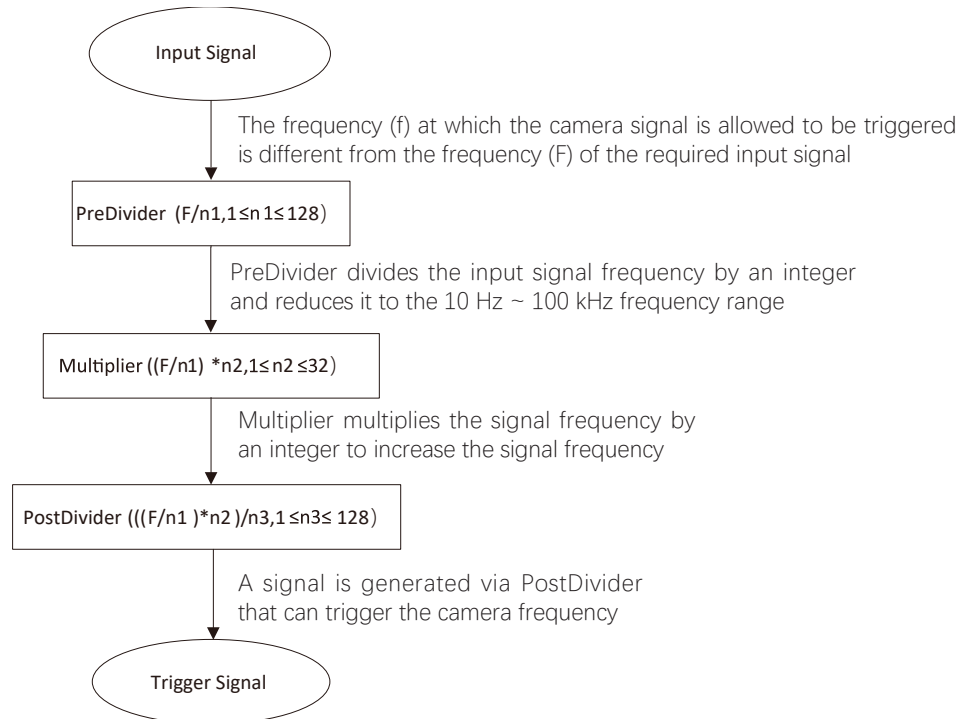 Input Signal
The frequency (f) at which the camera signal is allowed to be triggered
is different from the frequency (F) of the required input signal
PreDivider (F/n1,1≤n1≤128)
PreDivider divides the input signal frequency by an integer
and reduces it to the 10 Hz ~ 100 kHz frequency range
Multiplier ((F/n1) *n2,1≤n2≤32)
Multiplier multiplies the signal frequency by
an integer to increase the signal frequency
PostDivider (((F/n1 )*n2 )/n3,1 ≤n3≤ 128)
A signal is generated via PostDivider
that can trigger the camera frequency
Trigger Signal